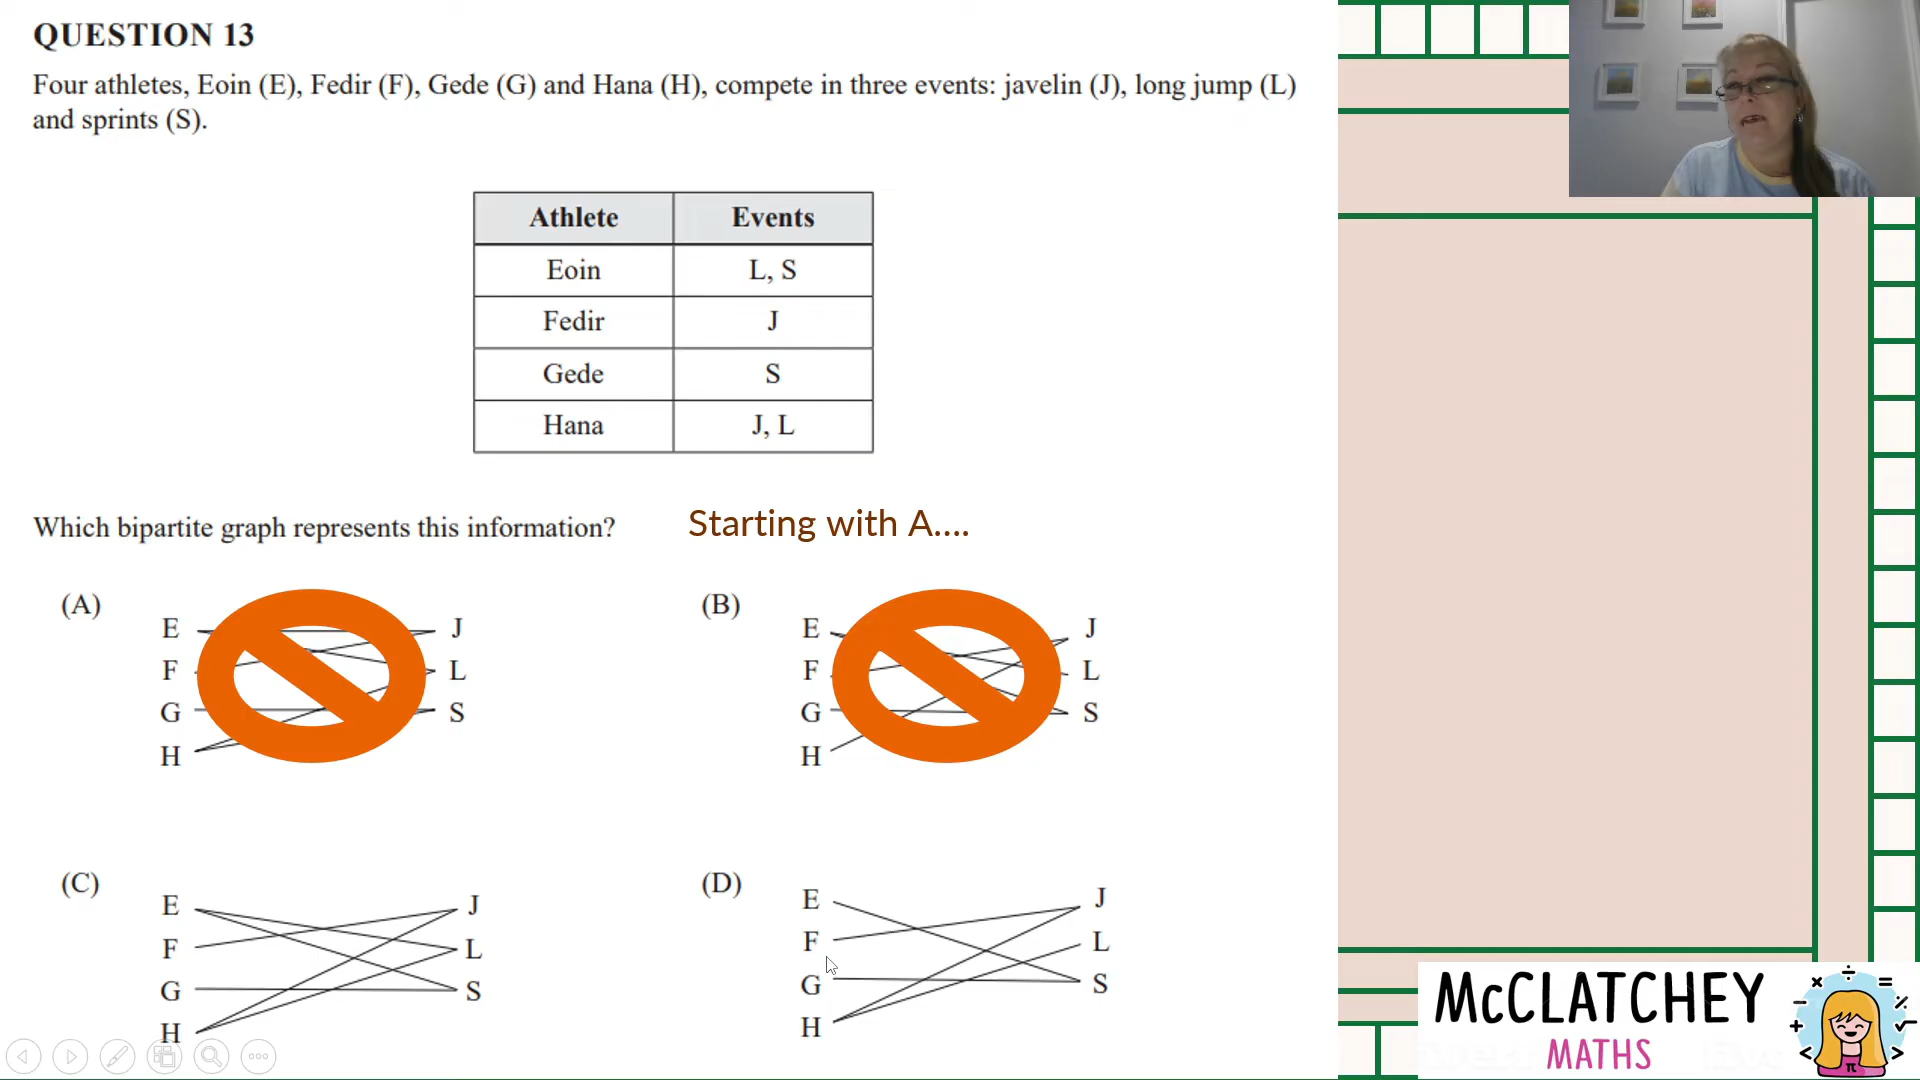 QUESTION 13
Four athletes, Eoin (E), Fedir (F), Gede (G) and Hana (H), compete in three events: javelin (J), long jump (L)
and sprints (S).
Athlete Events
Eoin L, S
Fedir J
Gede S
Hana J, L
Which bipartite graph represents this information? Starting with A....
(A)
E J
F L
G S
H
(B)
E J
F L
G S
H
(C)
E J
F L
G S
H
(D)
E J
F L
G S
H
McCLATCHEY
MATHS